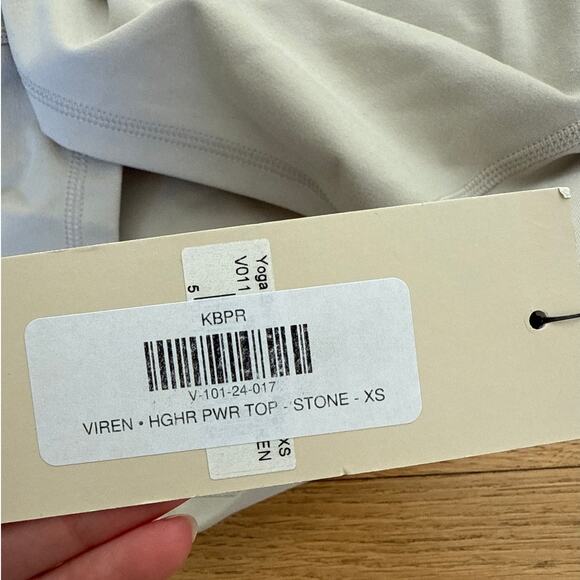 Yoga
V011
5
KBPR
V-101-24-017
VIREN • HGHR PWR TOP - STONE - XS
XS
EN